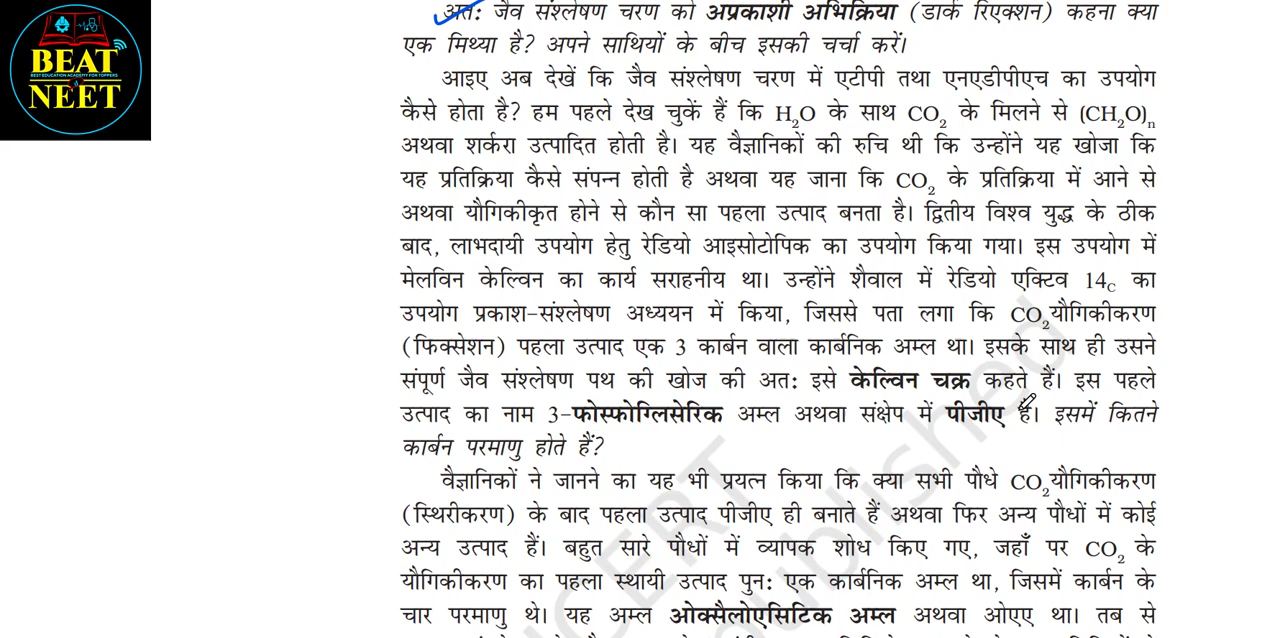 BEAT
BEST EDUCATION ACADEMY FOR TOPPERS
NEET
अतः जैव संश्लेषण चरण को अप्रकाशी अभिक्रिया (डार्क रिएक्शन) कहना क्या
एक मिथ्या है? अपने साथियों के बीच इसकी चर्चा करें।
आइए अब देखें कि जैव संश्लेषण चरण में एटीपी तथा एनएडीपीएच का उपयोग
कैसे होता है? हम पहले देख चुकें हैं कि H₂O के साथ CO₂ के मिलने से (CH₂O)ₙ
अथवा शर्करा उत्पादित होती है। यह वैज्ञानिकों की रुचि थी कि उन्होंने यह खोजा कि
यह प्रतिक्रिया कैसे संपन्न होती है अथवा यह जाना कि CO₂ के प्रतिक्रिया में आने से
अथवा यौगिकीकृत होने से कौन सा पहला उत्पाद बनता है। द्वितीय विश्व युद्ध के ठीक
बाद, लाभदायी उपयोग हेतु रेडियो आइसोटोपिक का उपयोग किया गया। इस उपयोग में
मेलविन केल्विन का कार्य सराहनीय था। उन्होंने शैवाल में रेडियो एक्टिव 14C का
उपयोग प्रकाश-संश्लेषण अध्ययन में किया, जिससे पता लगा कि CO₂यौगिकीकरण
(फिक्सेशन) पहला उत्पाद एक 3 कार्बन वाला कार्बनिक अम्ल था। इसके साथ ही उसने
संपूर्ण जैव संश्लेषण पथ की खोज की अतः इसे केल्विन चक्र कहते हैं। इस पहले
उत्पाद का नाम 3-फोस्फोग्लिसेरिक अम्ल अथवा संक्षेप में पीजीए है। इसमें कितने
कार्बन परमाणु होते हैं?
वैज्ञानिकों ने जानने का यह भी प्रयत्न किया कि क्या सभी पौधे CO₂यौगिकीकरण
(स्थिरीकरण) के बाद पहला उत्पाद पीजीए ही बनाते हैं अथवा फिर अन्य पौधों में कोई
अन्य उत्पाद हैं। बहुत सारे पौधों में व्यापक शोध किए गए, जहाँ पर CO₂ के
यौगिकीकरण का पहला स्थायी उत्पाद पुनः एक कार्बनिक अम्ल था, जिसमें कार्बन के
चार परमाणु थे। यह अम्ल ओक्सैलोएसिटिक अम्ल अथवा ओएए था। तब से